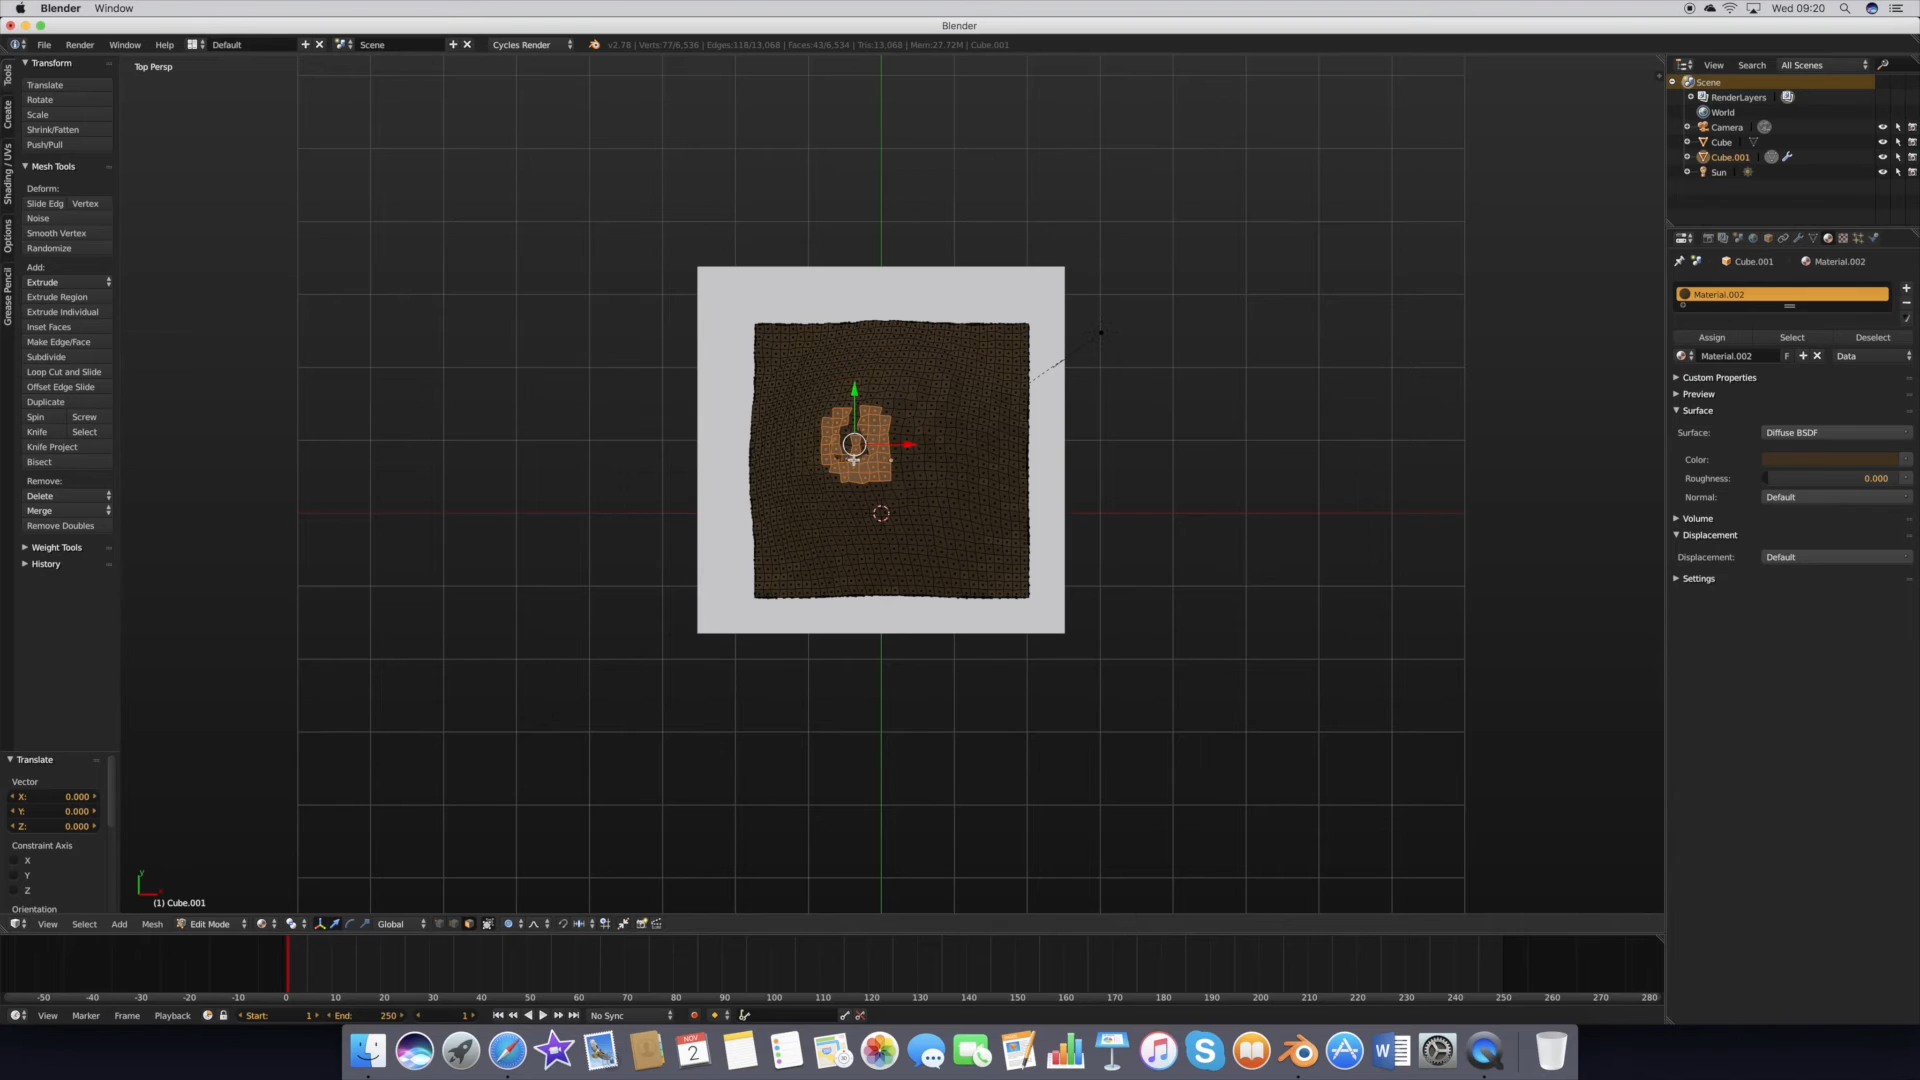 Blender Window Wed 09:20
Blender
File Render Window Help Default Scene Cycles Render v2.78 | Verts:77/6,536 | Edges:118/13,068 | Faces:43/6,534 | Tris:13,068 | Mem:27.72M | Cube.001
Tools
Create
Shading / UVs
Options
Grease Pencil
Transform
Translate
Rotate
Scale
Shrink/Fatten
Push/Pull
Mesh Tools
Deform:
Slide Edg Vertex
Noise
Smooth Vertex
Randomize
Add:
Extrude
Extrude Region
Extrude Individual
Inset Faces
Make Edge/Face
Subdivide
Loop Cut and Slide
Offset Edge Slide
Duplicate
Spin Screw
Knife Select
Knife Project
Bisect
Remove:
Delete
Merge
Remove Doubles
Weight Tools
History
Translate
Vector
X: 0.000
Y: 0.000
Z: 0.000
Constraint Axis
X
Y
Z
Orientation
Top Persp
y
x
(1) Cube.001
View Search All Scenes
Scene
RenderLayers
World
Camera
Cube
Cube.001
Sun
Cube.001 Material.002
Material.002
Assign Select Deselect
Material.002 F Data
Custom Properties
Preview
Surface
Surface: Diffuse BSDF
Color:
Roughness: 0.000
Normal: Default
Volume
Displacement
Displacement: Default
Settings
View Select Add Mesh Edit Mode Global
-50 -40 -30 -20 -10 0 10 20 30 40 50 60 70 80 90 100 110 120 130 140 150 160 170 180 190 200 210 220 230 240 250 260 270 280
View Marker Frame Playback Start: 1 End: 250 1 No Sync
NOV
2